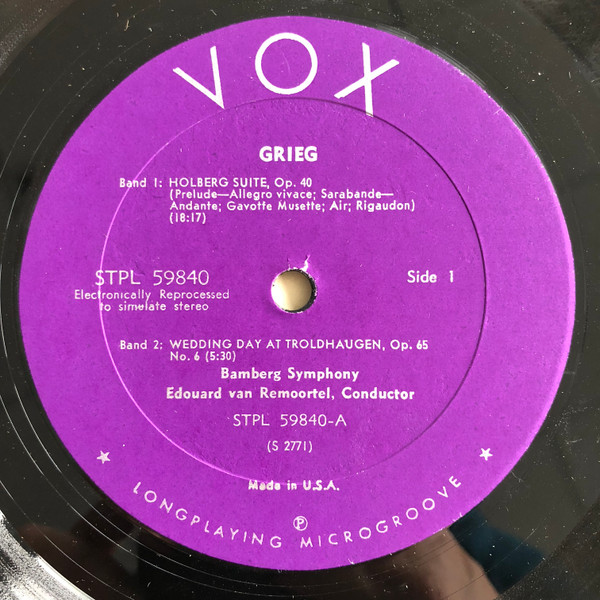 VOX
GRIEG
Band 1: HOLBERG SUITE, Op. 40
(Prelude—Allegro vivace; Sarabande—
Andante; Gavotte Musette; Air; Rigaudon)
(18:17)
STPL 59840
Side 1
Electronically Reprocessed
to simulate stereo
Band 2: WEDDING DAY AT TROLDHAUGEN, Op. 65
No. 6 (5:30)
Bamberg Symphony
Edouard van Remoortel, Conductor
STPL 59840-A
(S 2771)
Made in U.S.A.
℗
★ LONGPLAYING MICROGROOVE ★